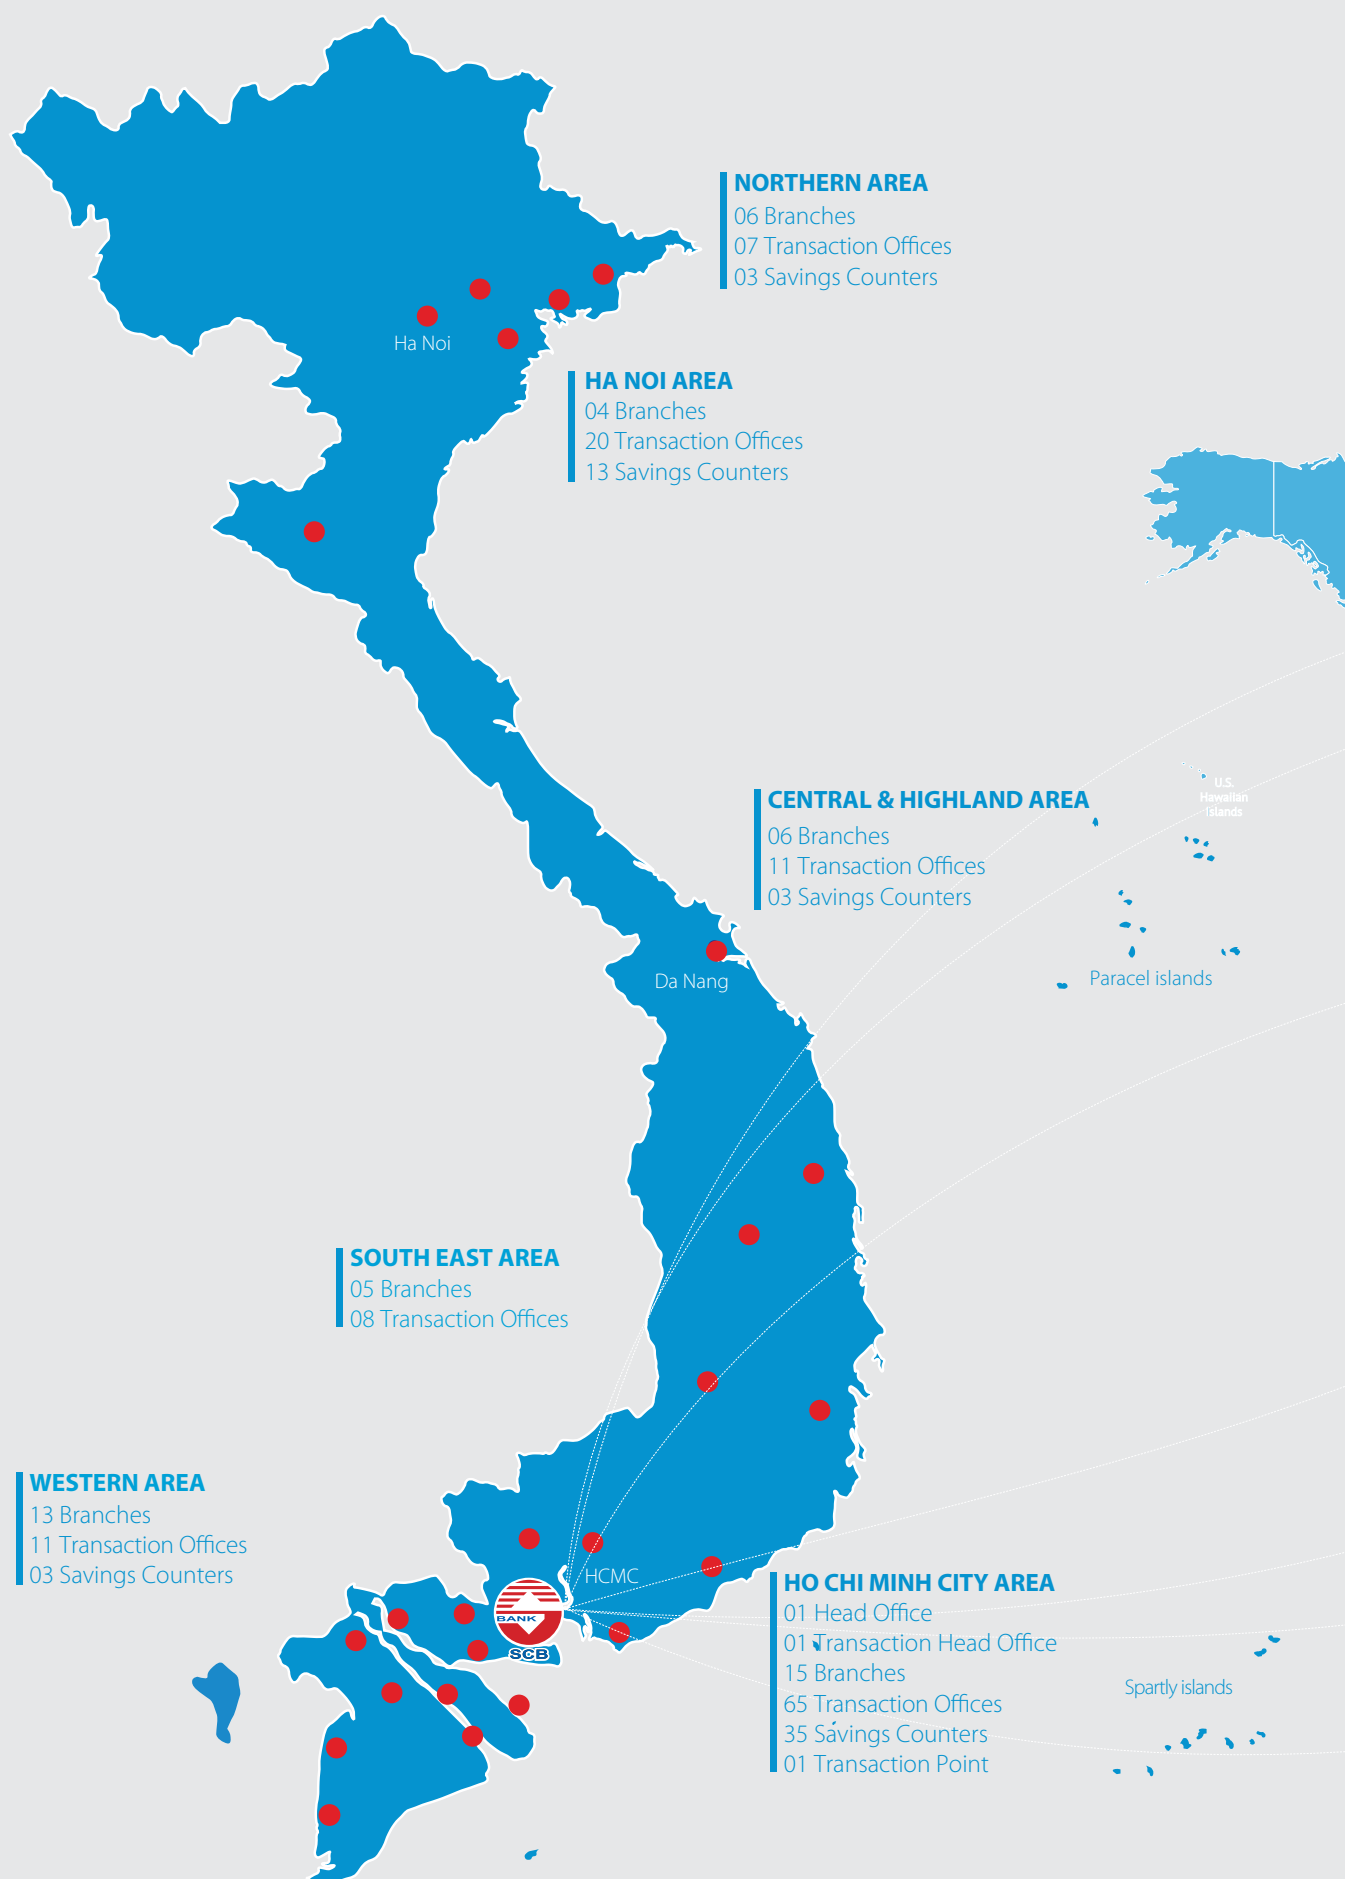 NORTHERN AREA
06 Branches
07 Transaction Offices
03 Savings Counters
Ha Noi
HA NOI AREA
04 Branches
20 Transaction Offices
13 Savings Counters
U.S.
Hawaiian
Islands
CENTRAL & HIGHLAND AREA
06 Branches
11 Transaction Offices
03 Savings Counters
Da Nang
Paracel islands
SOUTH EAST AREA
05 Branches
08 Transaction Offices
WESTERN AREA
13 Branches
11 Transaction Offices
03 Savings Counters
HCMC
BANK
SCB
HO CHI MINH CITY AREA
01 Head Office
01 Transaction Head Office
15 Branches
65 Transaction Offices
35 Savings Counters
01 Transaction Point
Spartly islands